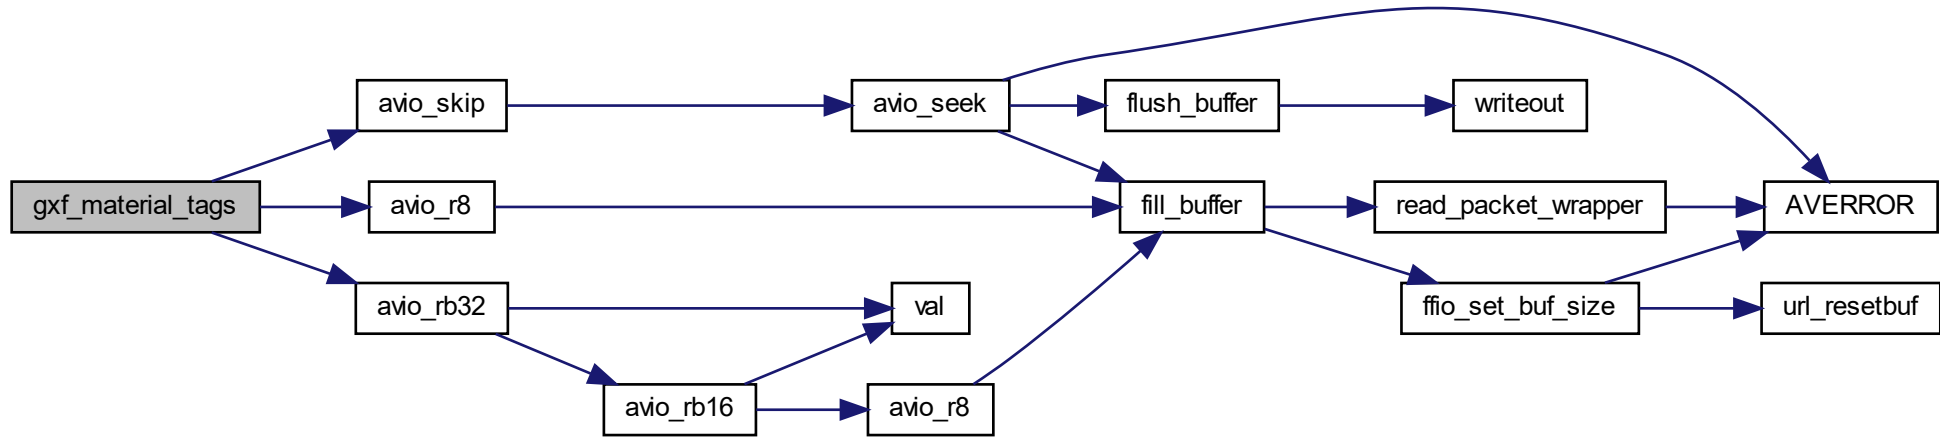 avio_skip
avio_seek
flush_buffer
writeout
gxf_material_tags
avio_r8
fill_buffer
read_packet_wrapper
AVERROR
avio_rb32
val
ffio_set_buf_size
url_resetbuf
avio_rb16
avio_r8